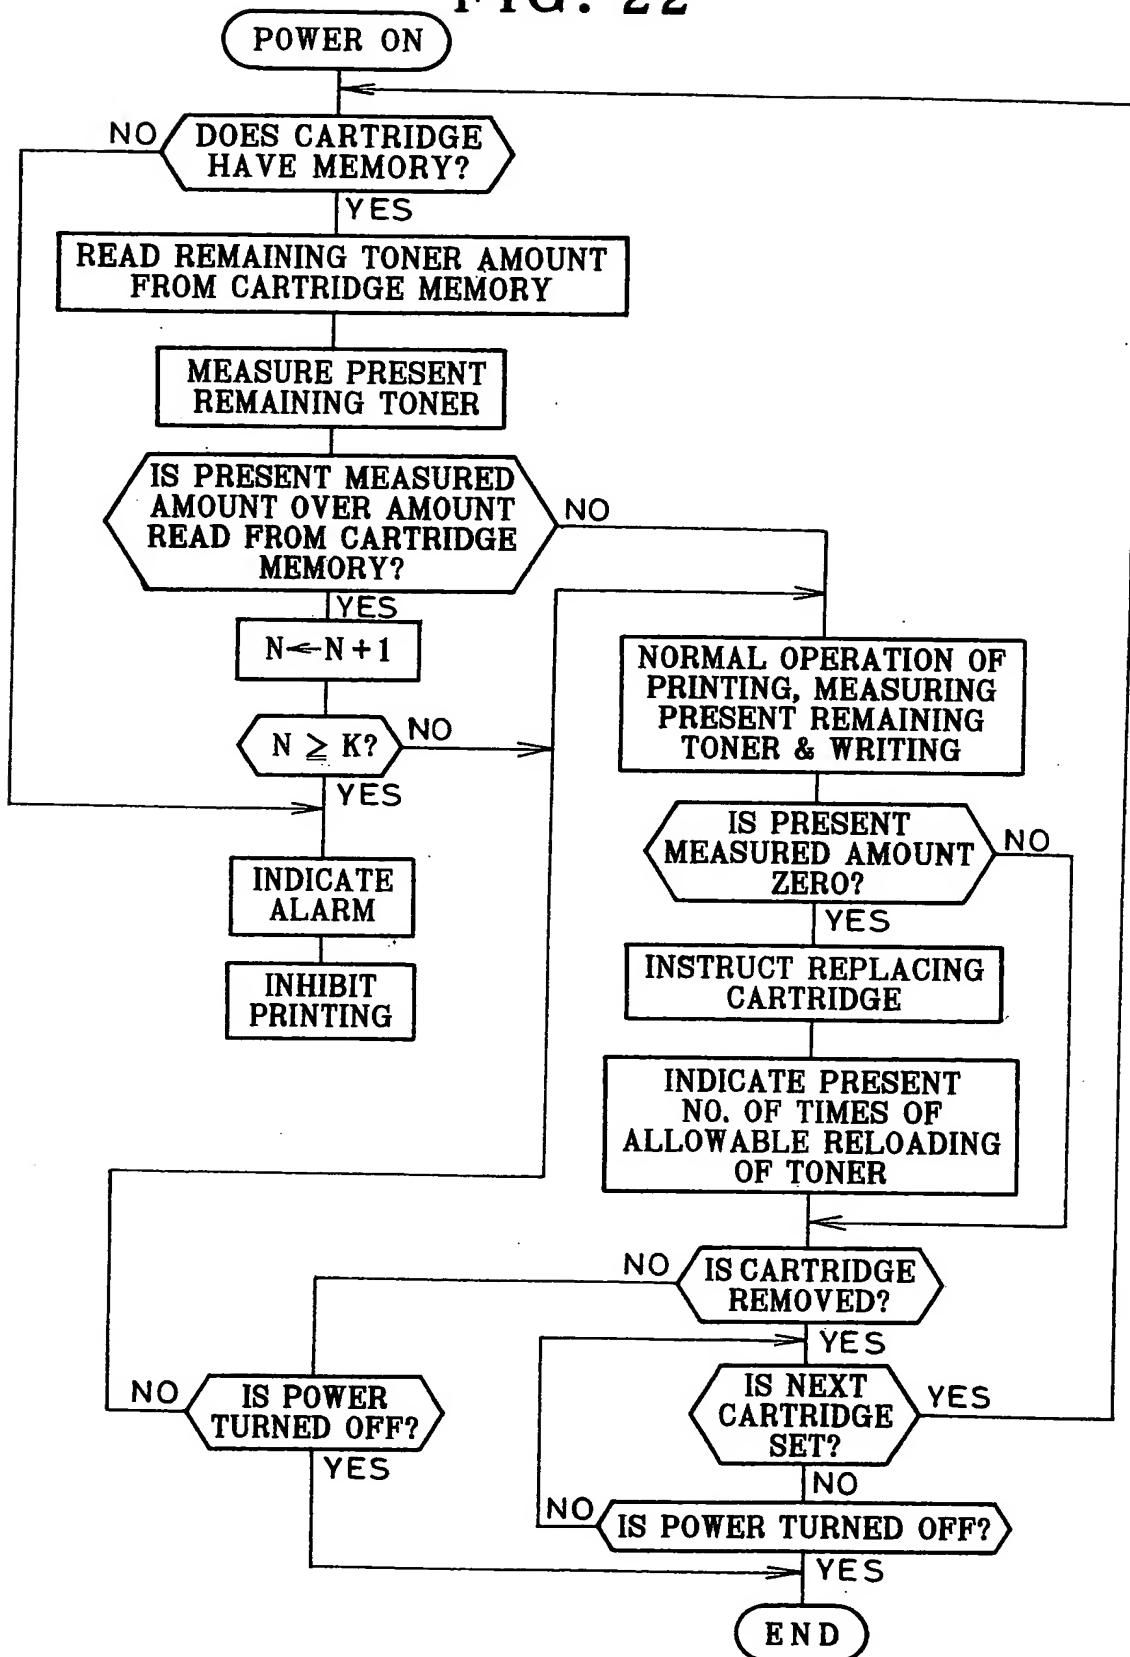 FIG. 22
POWER ON
NO
DOES CARTRIDGE
HAVE MEMORY?
YES
READ REMAINING TONER AMOUNT
FROM CARTRIDGE MEMORY
MEASURE PRESENT
REMAINING TONER
IS PRESENT MEASURED
AMOUNT OVER AMOUNT
READ FROM CARTRIDGE
MEMORY?
NO
YES
N←N+1
N ≧ K?
NO
YES
INDICATE
ALARM
INHIBIT
PRINTING
NORMAL OPERATION OF
PRINTING, MEASURING
PRESENT REMAINING
TONER & WRITING
IS PRESENT
MEASURED AMOUNT
ZERO?
NO
YES
INSTRUCT REPLACING
CARTRIDGE
INDICATE PRESENT
NO. OF TIMES OF
ALLOWABLE RELOADING
OF TONER
NO
IS CARTRIDGE
REMOVED?
YES
NO
IS POWER
TURNED OFF?
YES
IS NEXT
CARTRIDGE
SET?
YES
NO
NO
IS POWER TURNED OFF?
YES
END